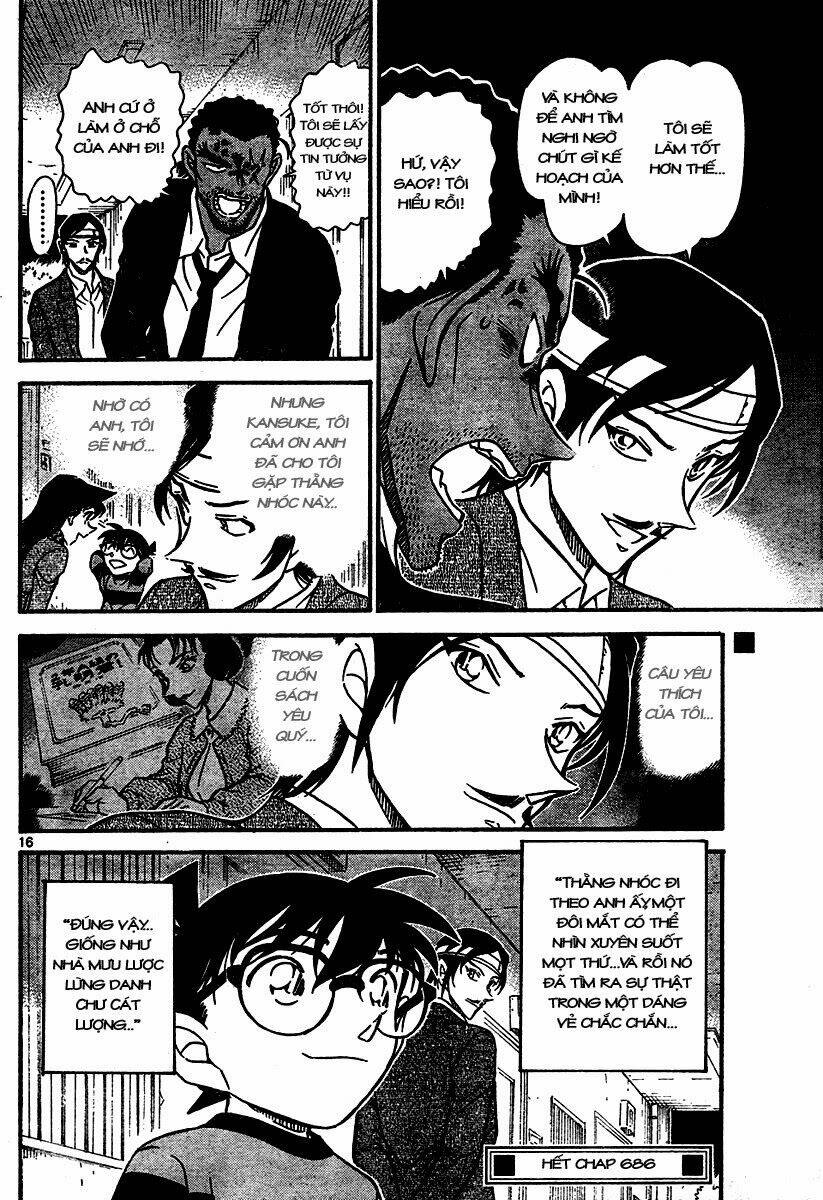 TÔI SẼ
LÀM TỐT
HƠN THẾ...
VÀ KHÔNG
ĐỂ ANH TÌM
NGHI NGỜ
CHÚT GÌ KẾ
HOẠCH CỦA
MÌNH!
HỨ, VẬY
SAO?! TÔI
HIỂU RỒI!
TỐT THÔI!
TÔI SẼ LẤY
ĐƯỢC SỰ
TIN TƯỞNG
TỪ VỤ
NÀY!!
ANH CỨ Ở
LÀM Ở CHỖ
CỦA ANH ĐI!
........
NHƯNG
KANSUKE, TÔI
CẢM ƠN ANH
ĐÃ CHO TÔI
GẶP THẰNG
NHÓC NÀY...
NHỜ CÓ
ANH, TÔI
SẼ NHỚ...
CÂU YÊU
THÍCH
CỦA TÔI...
TRONG
CUỐN
SÁCH YÊU
QUÝ...
16
"THẰNG NHÓC ĐI
THEO ANH ẤY,MỘT
ĐÔI MẮT CÓ THỂ
NHÌN XUYÊN SUỐT
MỌT THỨ...VÀ RỒI NÓ
ĐÃ TÌM RA SỰ THẬT
TRONG MỘT DÁNG
VẺ CHẮC CHẮN...
"ĐÚNG VẬY...
GIỐNG NHƯ
NHÀ MƯU LƯỢC
LỪNG DANH
CHƯ CÁT
LƯỢNG..."
HẾT CHAP 686